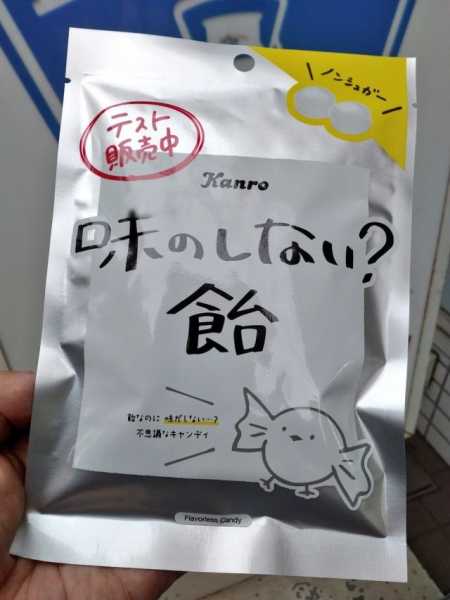 ノンシュガー
テスト
販売中
Kanro
味のしない?
飴
飴なのに 味がしない…?
不思議なキャンディ
Flavorless Candy